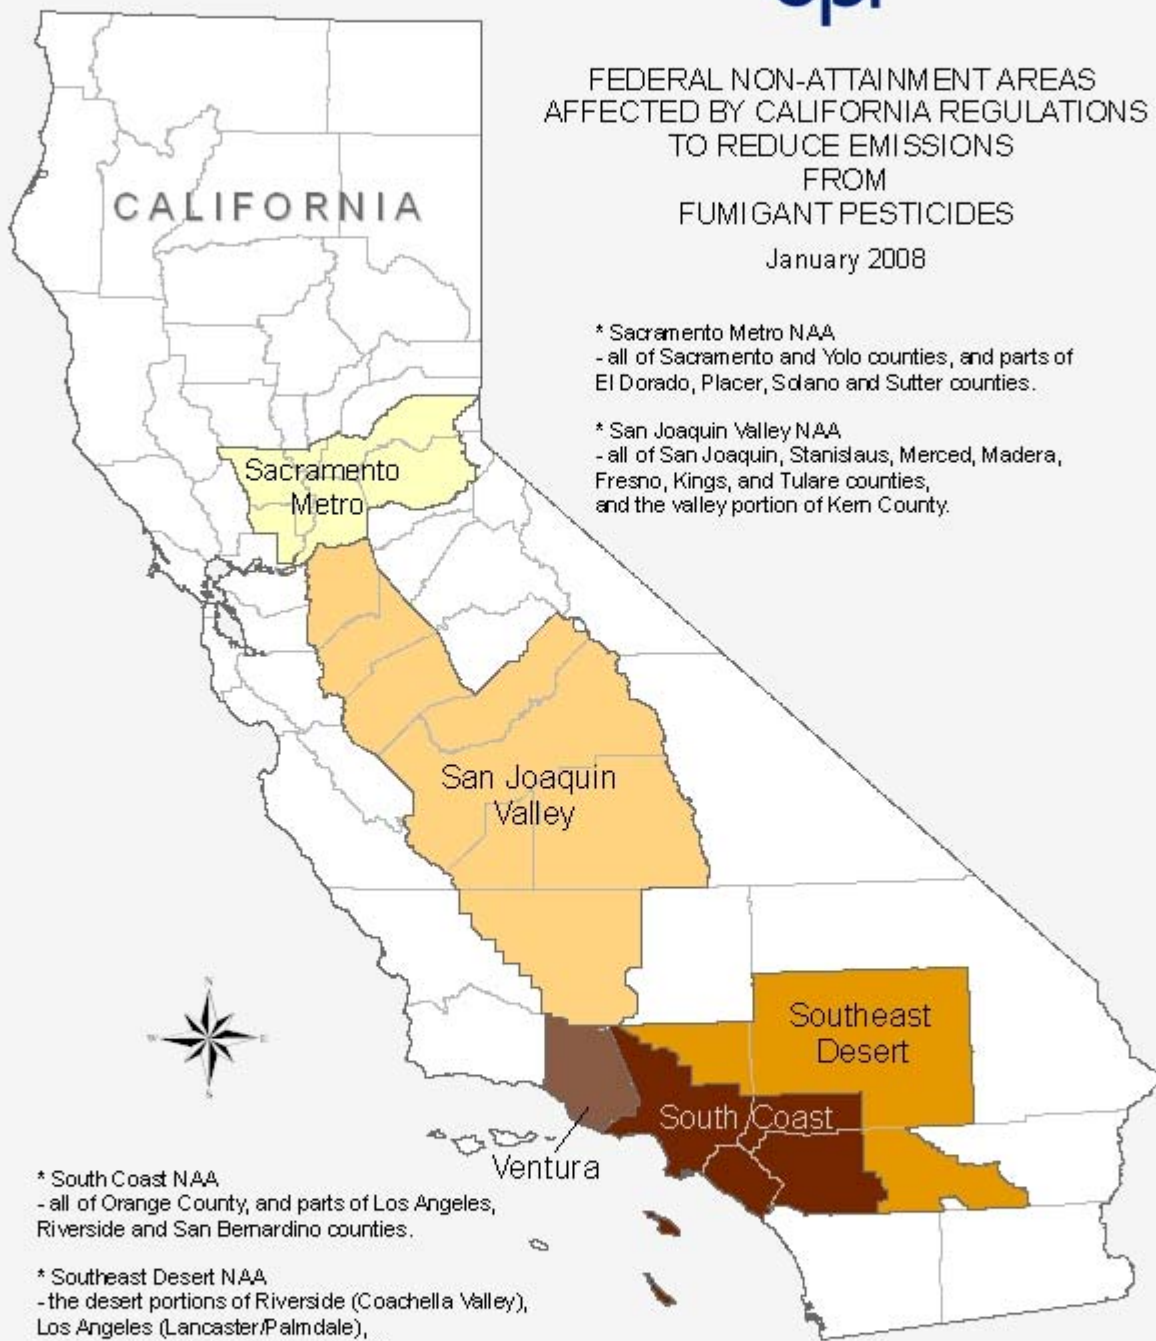 FEDERAL NON-ATTAINMENT AREAS
AFFECTED BY CALIFORNIA REGULATIONS
TO REDUCE EMISSIONS
FROM
FUMIGANT PESTICIDES
January 2008
CALIFORNIA
* Sacramento Metro NAA
- all of Sacramento and Yolo counties, and parts of
El Dorado, Placer, Solano and Sutter counties.
* San Joaquin Valley NAA
- all of San Joaquin, Stanislaus, Merced, Madera,
Fresno, Kings, and Tulare counties,
and the valley portion of Kern County.
Sacramento
Metro
San Joaquin
Valley
Southeast
Desert
South Coast
Ventura
N
W
E
S
* South Coast NAA
- all of Orange County, and parts of Los Angeles,
Riverside and San Bernardino counties.
* Southeast Desert NAA
- the desert portions of Riverside (Coachella Valley),
Los Angeles (Lancaster/Palmdale),